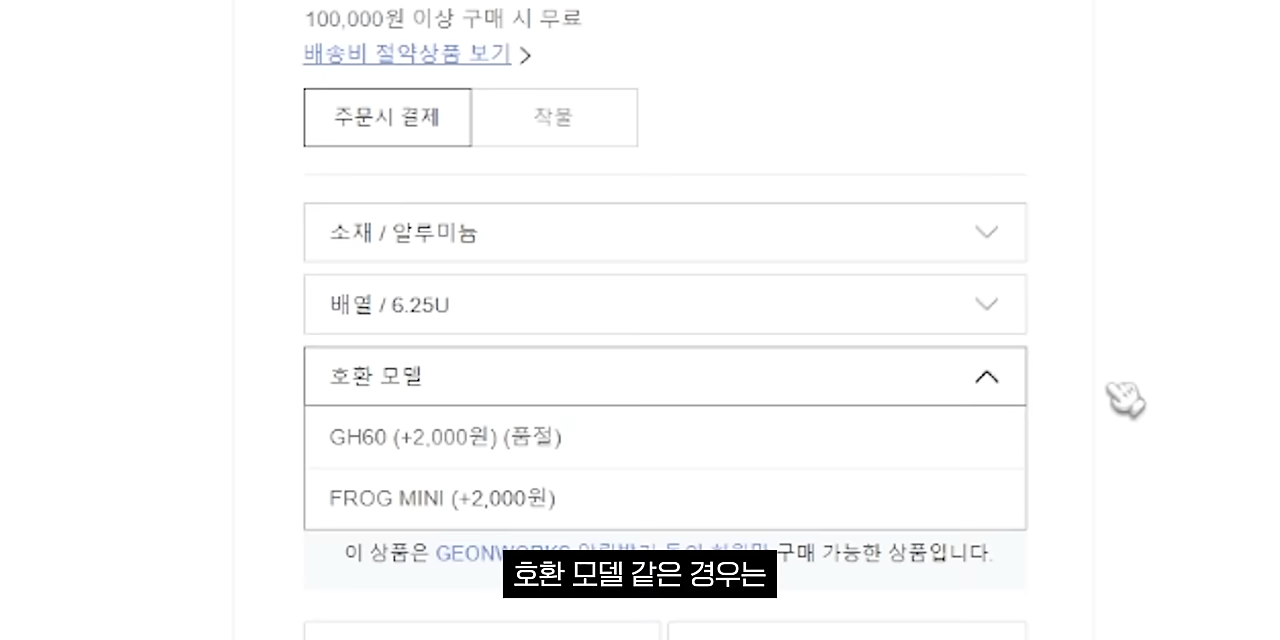 100,000원 이상 구매 시 무료
배송비 절약상품 보기
주문시 결제
작물
소재 / 알루미늄
배열 / 6.25U
호환 모델
GH60 (+2,000원) (품절)
FROG MINI (+2,000원)
이 상품은 GEONWORKS 구매 가능한 상품입니다.
호환 모델 같은 경우는